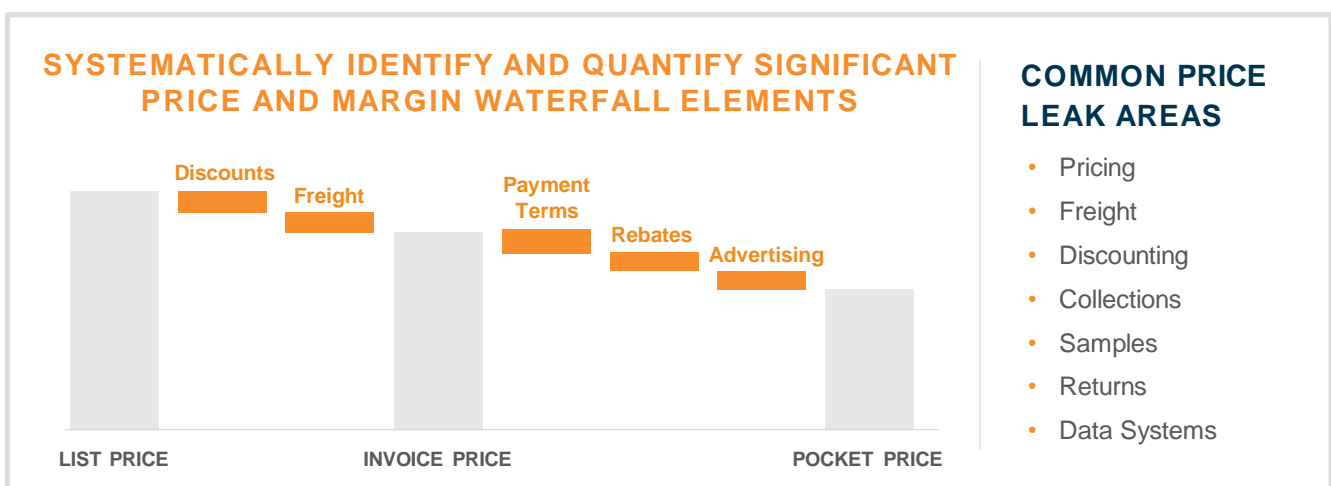 SYSTEMATICALLY IDENTIFY AND QUANTIFY SIGNIFICANT
PRICE AND MARGIN WATERFALL ELEMENTS
Discounts
Freight
Payment
Terms
Rebates
Advertising
LIST PRICE
INVOICE PRICE
POCKET PRICE
COMMON PRICE
LEAK AREAS
• Pricing
• Freight
• Discounting
• Collections
• Samples
• Returns
• Data Systems